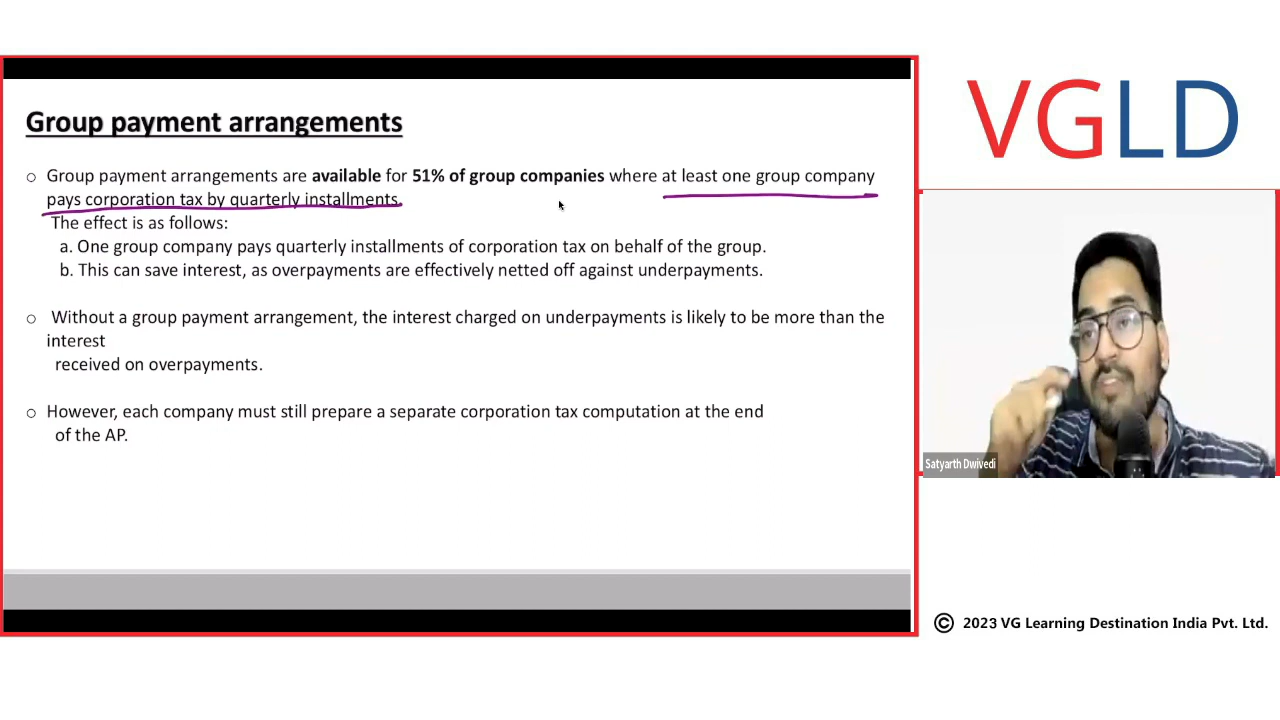 Group payment arrangements
○ Group payment arrangements are available for 51% of group companies where at least one group company
pays corporation tax by quarterly installments.
The effect is as follows:
a. One group company pays quarterly installments of corporation tax on behalf of the group.
b. This can save interest, as overpayments are effectively netted off against underpayments.
○ Without a group payment arrangement, the interest charged on underpayments is likely to be more than the
interest
received on overpayments.
○ However, each company must still prepare a separate corporation tax computation at the end
of the AP.
VGLD
Satyarth Dwivedi
© 2023 VG Learning Destination India Pvt. Ltd.